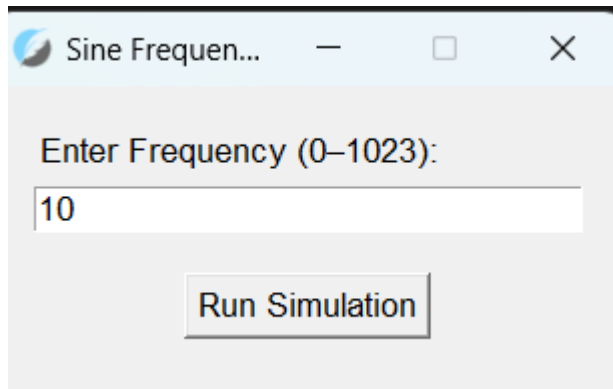 Sine Frequen...
Enter Frequency (0–1023):
10
Run Simulation